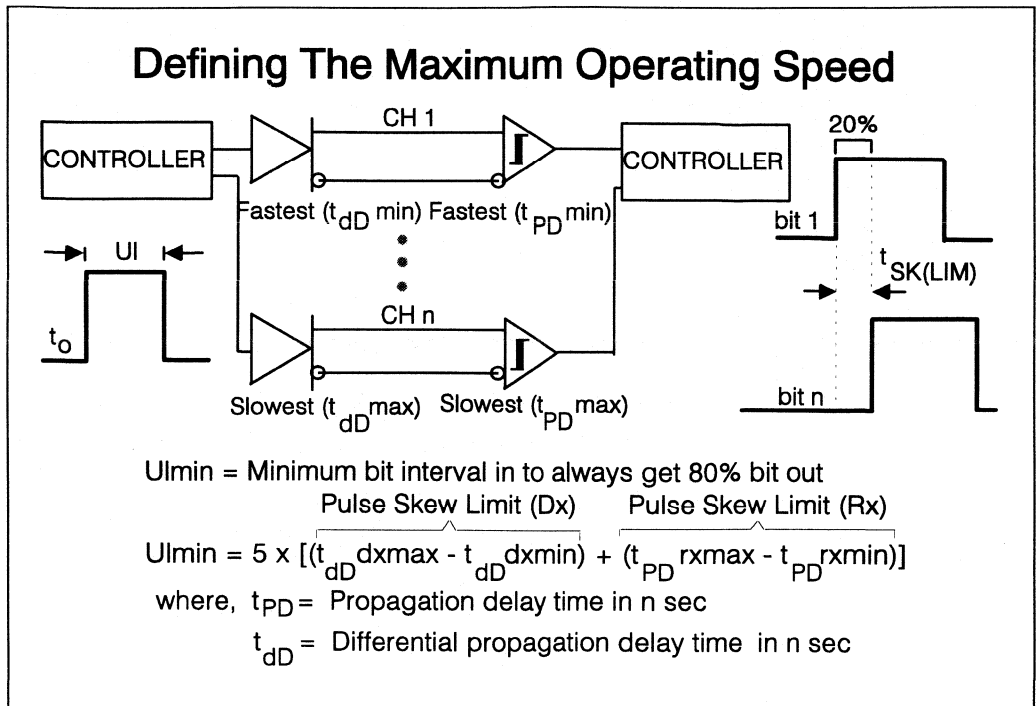 Defining The Maximum Operating Speed
CONTROLLER
CH 1
CONTROLLER
20%
Fastest (tdD min) Fastest (tPD min)
bit 1
UI
tSK(LIM)
to
CH n
Slowest (tdD max) Slowest (tPD max)
bit n
UImin = Minimum bit interval in to always get 80% bit out
Pulse Skew Limit (Dx) Pulse Skew Limit (Rx)
UImin = 5 x [(tdD dxmax - tdD dxmin) + (tPD rxmax - tPD rxmin)]
where, tPD = Propagation delay time in n sec
tdD = Differential propagation delay time in n sec